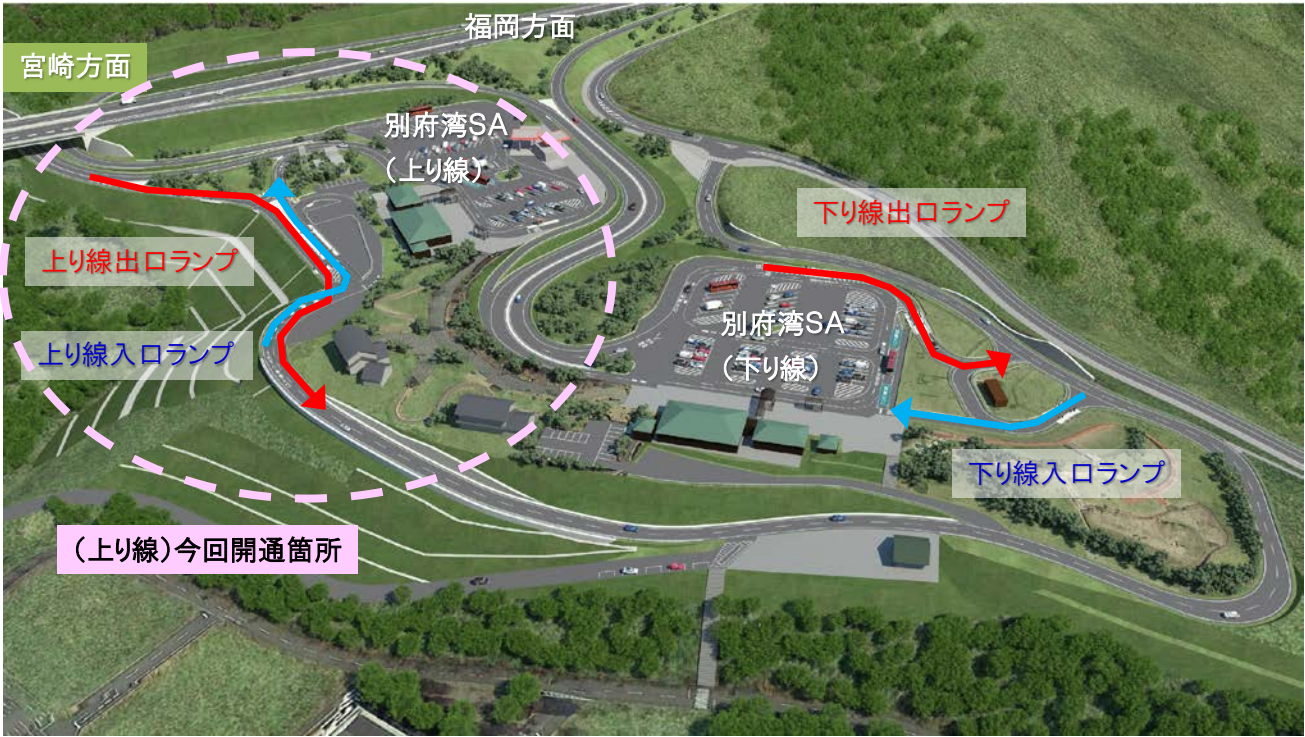 福岡方面
宮崎方面
別府湾SA
（上り線）
下り線出口ランプ
上り線出口ランプ
別府湾SA
（下り線）
上り線入口ランプ
下り線入口ランプ
（上り線）今回開通箇所